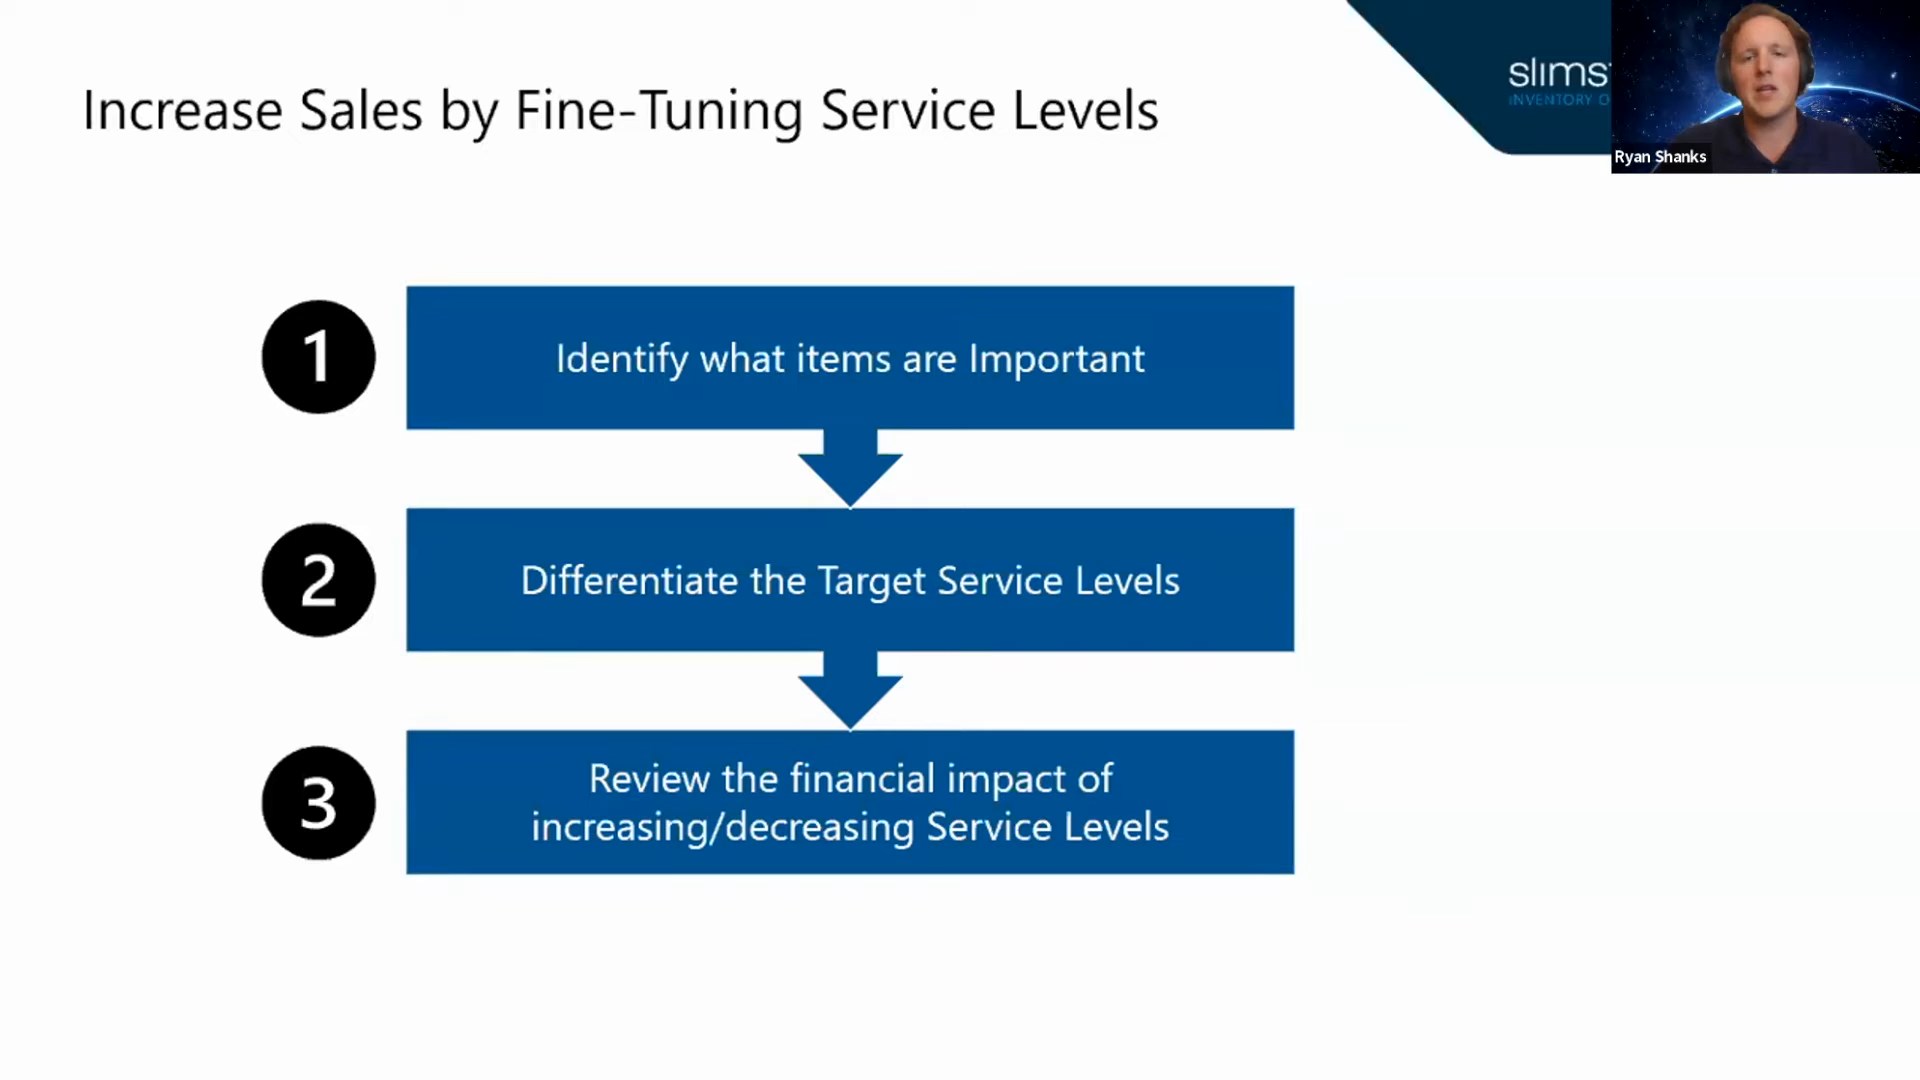 Increase Sales by Fine-Tuning Service Levels
slims
INVENTORY O
Ryan Shanks
1
Identify what items are Important
2
Differentiate the Target Service Levels
3
Review the financial impact of
increasing/decreasing Service Levels